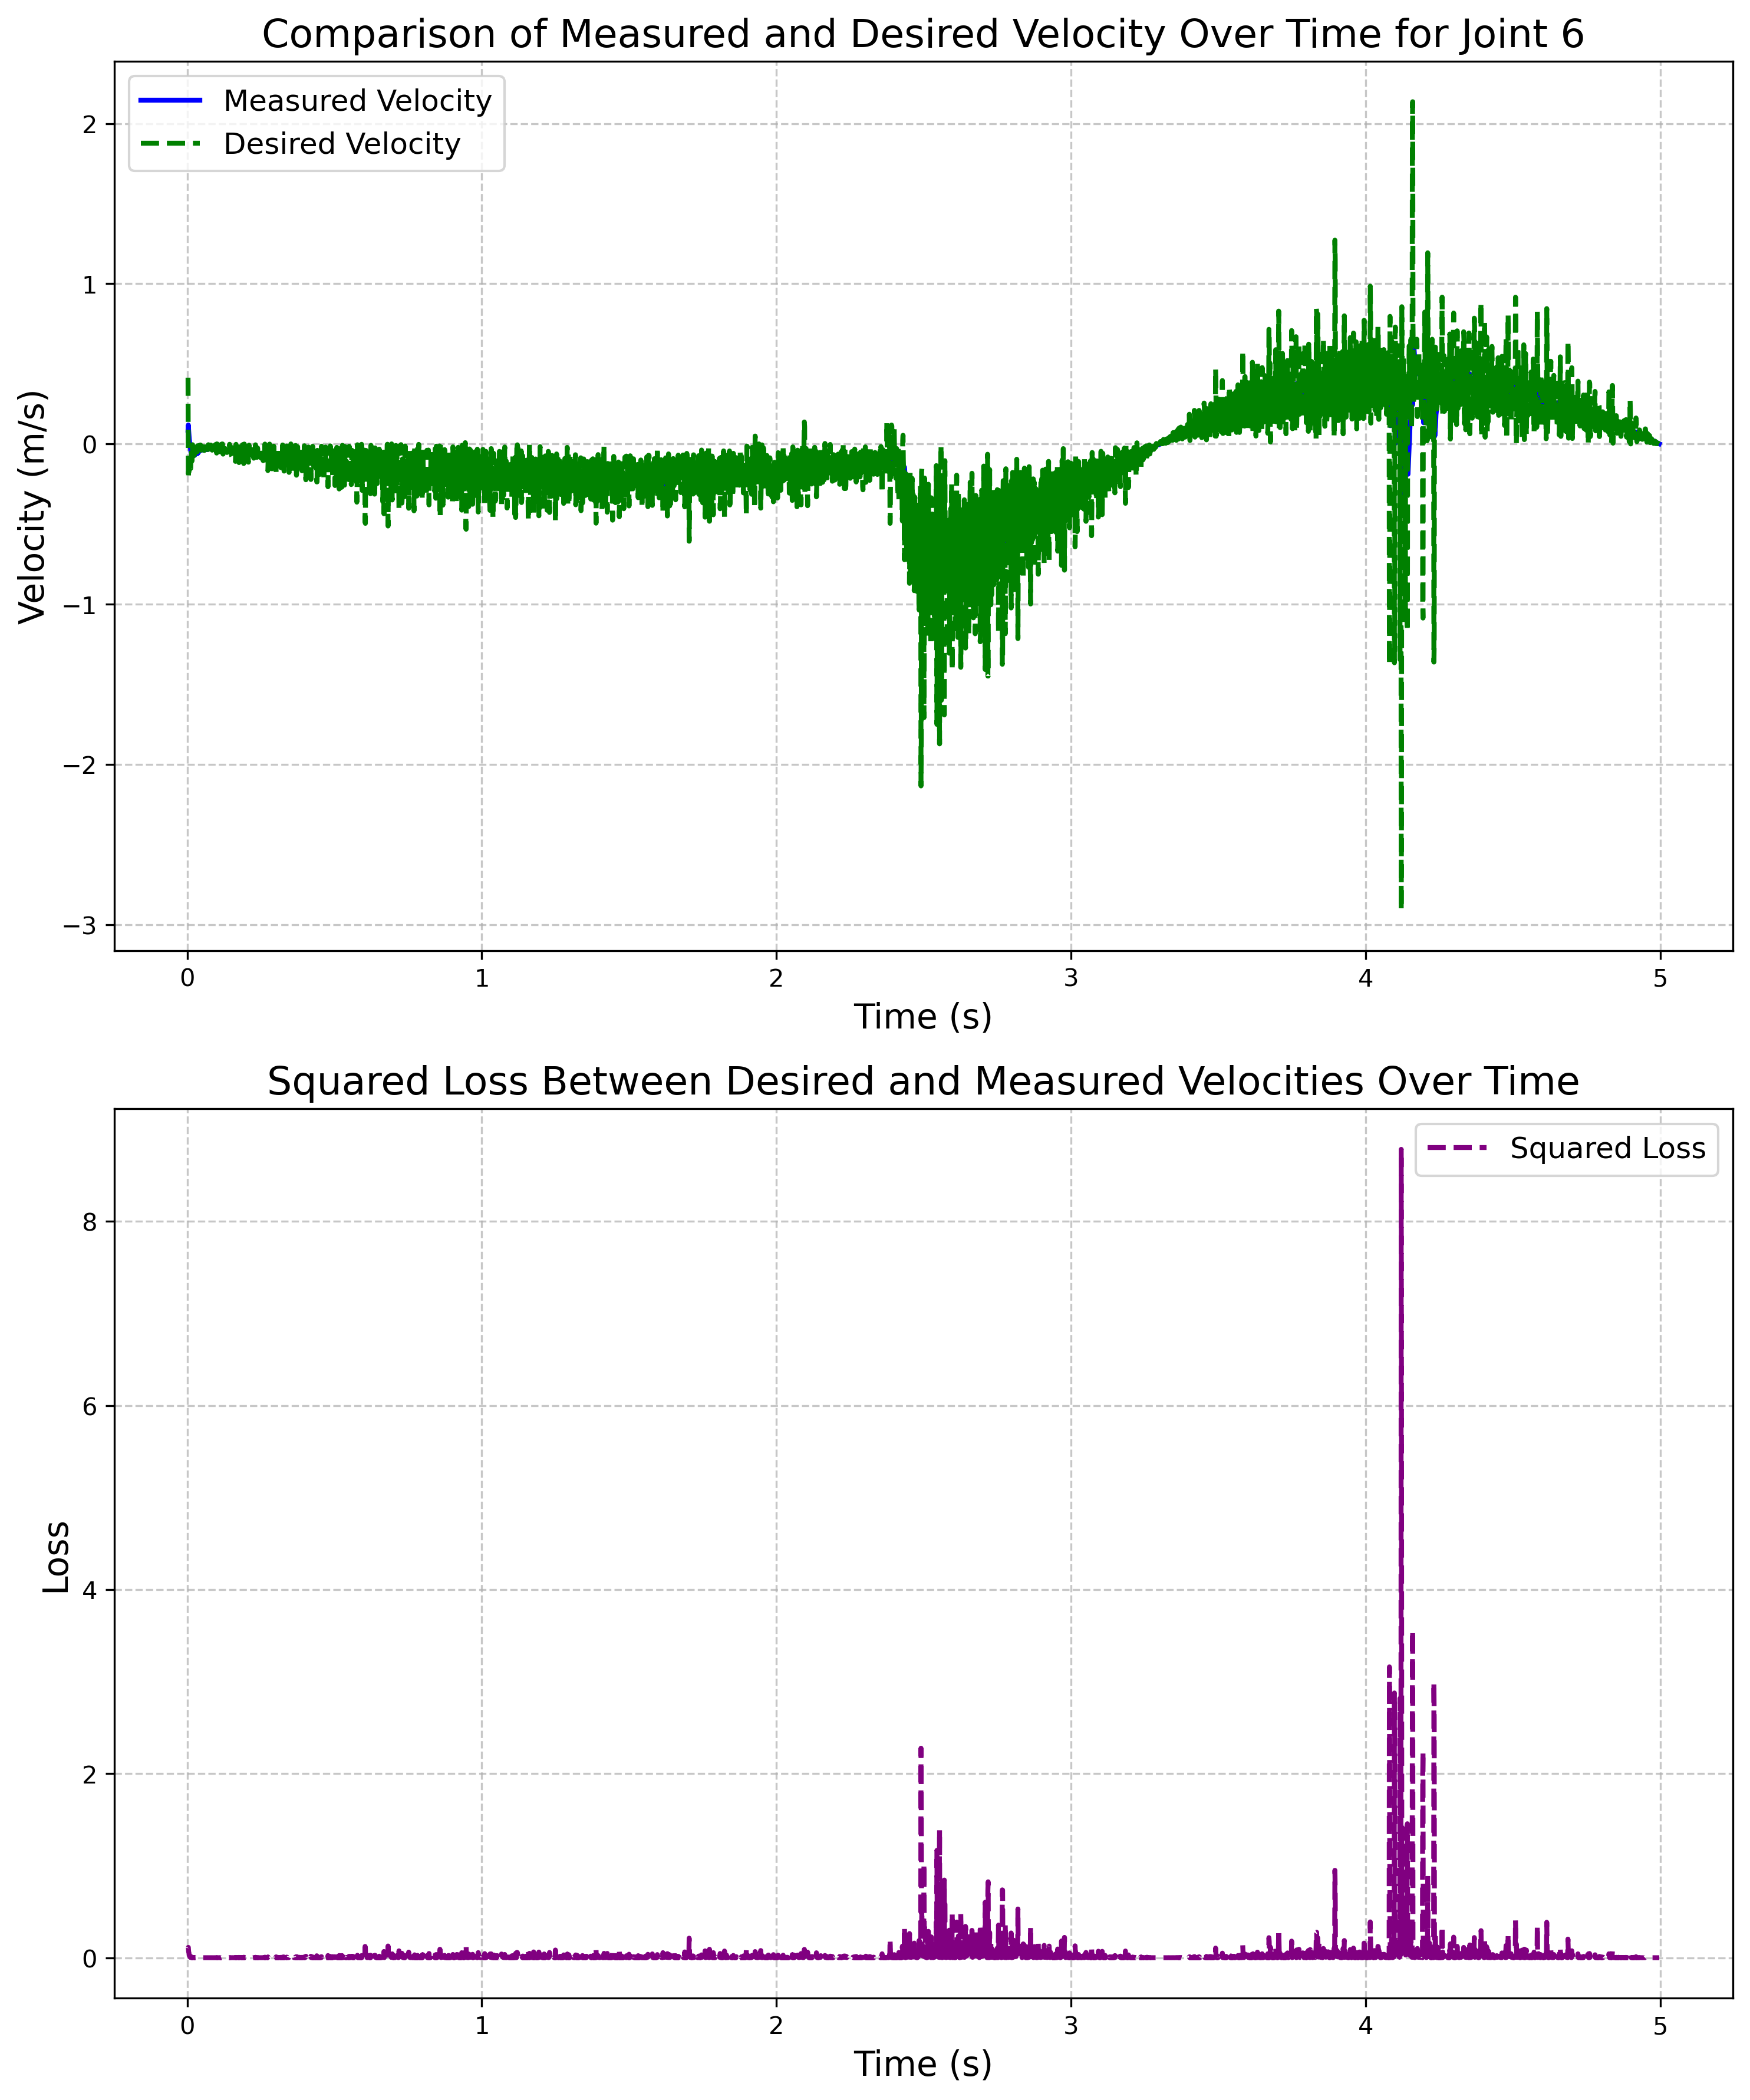 Comparison of Measured and Desired Velocity Over Time for Joint 6
Measured Velocity
Desired Velocity
Velocity (m/s)
2
1
0
−1
−2
−3
0 1 2 3 4 5
Time (s)
Squared Loss Between Desired and Measured Velocities Over Time
Squared Loss
Loss
8
6
4
2
0
0 1 2 3 4 5
Time (s)